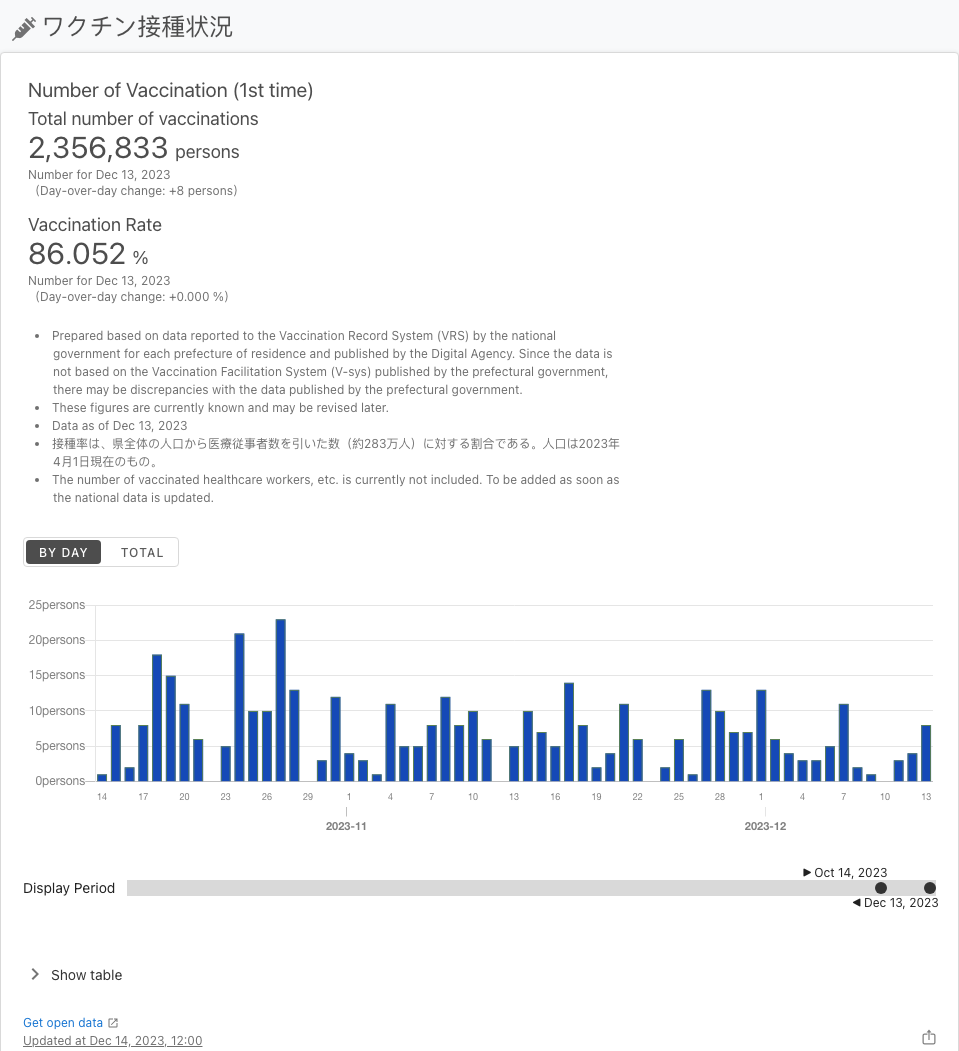 ワクチン接種状況
Number of Vaccination (1st time)
Total number of vaccinations
2,356,833 persons
Number for Dec 13, 2023
(Day-over-day change: +8 persons)
Vaccination Rate
86.052 %
Number for Dec 13, 2023
(Day-over-day change: +0.000 %)
• Prepared based on data reported to the Vaccination Record System (VRS) by the national
government for each prefecture of residence and published by the Digital Agency. Since the data is
not based on the Vaccination Facilitation System (V-sys) published by the prefectural government,
there may be discrepancies with the data published by the prefectural government.
• These figures are currently known and may be revised later.
• Data as of Dec 13, 2023
• 接種率は、県全体の人口から医療従事者数を引いた数（約283万人）に対する割合である。人口は2023年
4月1日現在のもの。
• The number of vaccinated healthcare workers, etc. is currently not included. To be added as soon as
the national data is updated.
BY DAY TOTAL
25persons
20persons
15persons
10persons
5persons
0persons
14 17 20 23 26 29 1 4 7 10 13 16 19 22 25 28 1 4 7 10 13
2023-11 2023-12
Oct 14, 2023
Display Period
Dec 13, 2023
Show table
Get open data
Updated at Dec 14, 2023, 12:00